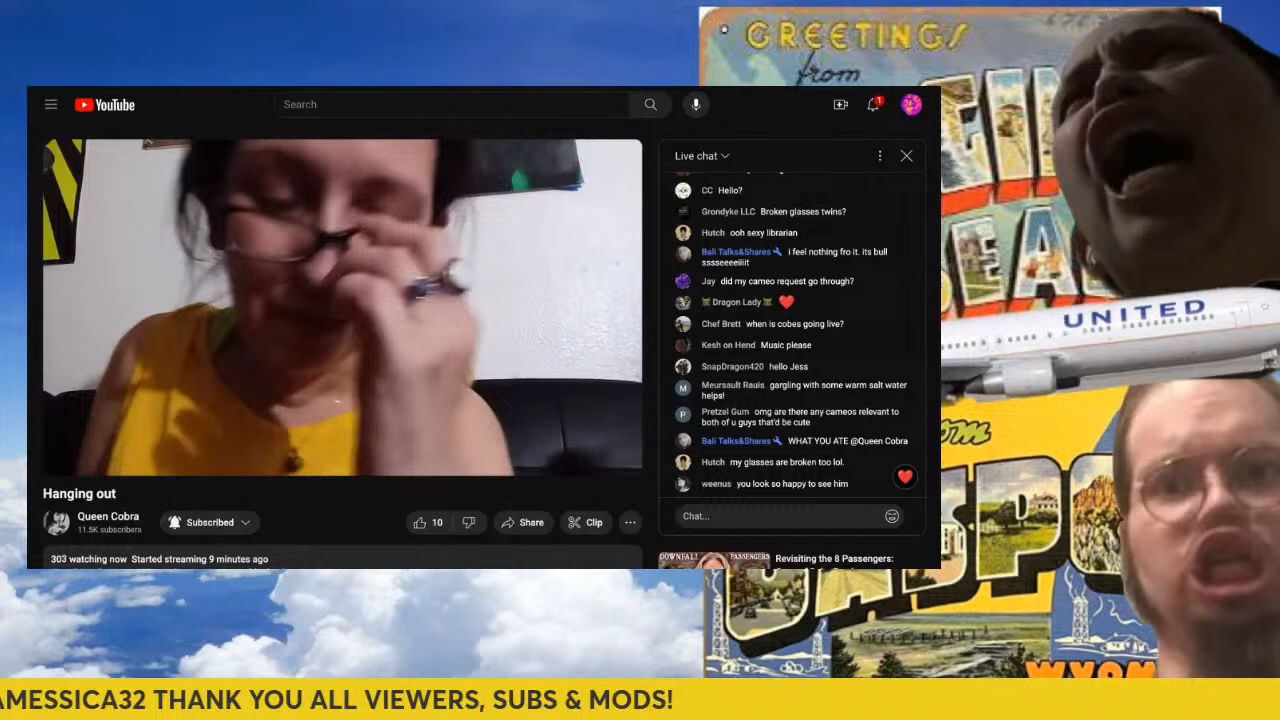 GREETINGS
from
YouTube
Search
1
Live chat
CC Hello?
Grondyke LLC Broken glasses twins?
Hutch ooh sexy librarian
Bali Talks&Shares i feel nothing fro it. its bull
sssseeeeiiiit
Jay did my cameo request go through?
Dragon Lady
Chef Brett when is cobes going live?
Kesh on Hend Music please
SnapDragon420 hello Jess
M Meursault Rauis gargling with some warm salt water
helps!
P Pretzel Gum omg are there any cameos relevant to
both of u guys that'd be cute
Bali Talks&Shares WHAT YOU ATE @Queen Cobra
Hutch my glasses are broken too lol.
weenus you look so happy to see him
Chat...
UNITED
Hanging out
Queen Cobra
11.5K subscribers
Subscribed
10
Share
Clip
303 watching now Started streaming 9 minutes ago
DOWNFALL
PASSENGERS
Revisiting the 8 Passengers:
AMESSICA32 THANK YOU ALL VIEWERS, SUBS & MODS!